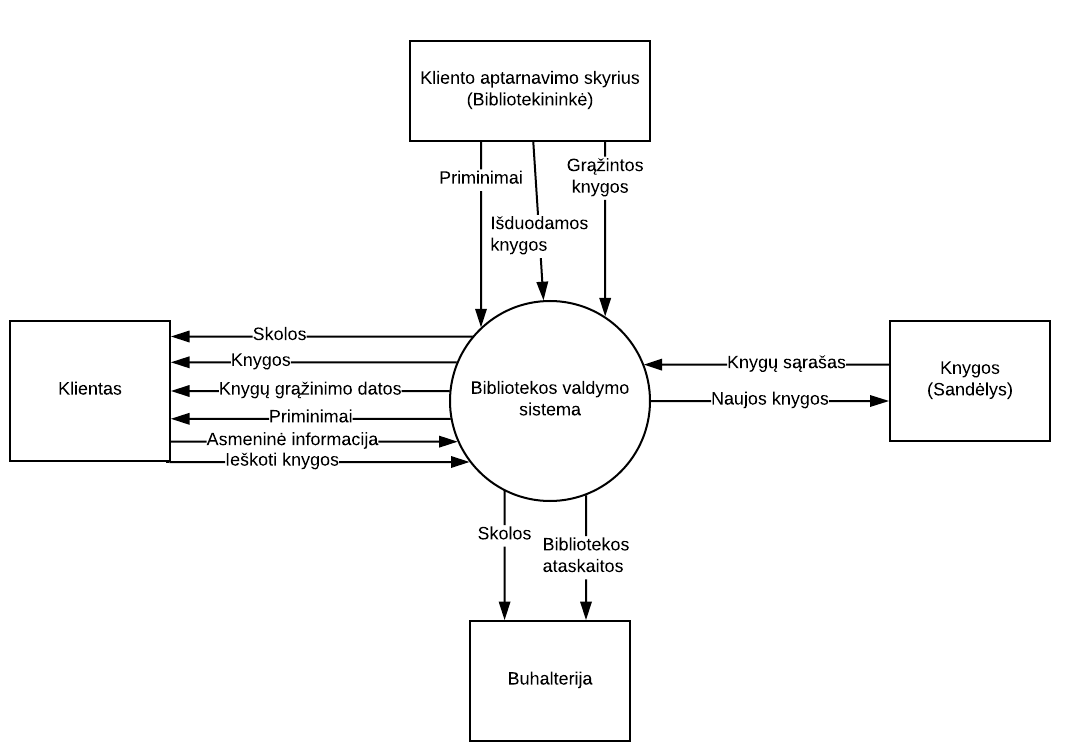 Kliento aptarnavimo skyrius
(Bibliotekininkė)
Priminimai
Išduodamos
knygos
Grąžintos
knygos
Klientas
Skolos
Knygos
Knygų grąžinimo datos
Priminimai
Asmeninė informacija
Ieškoti knygos
Bibliotekos valdymo
sistema
Knygų sąrašas
Naujos knygos
Knygos
(Sandėlys)
Skolos
Bibliotekos
ataskaitos
Buhalterija